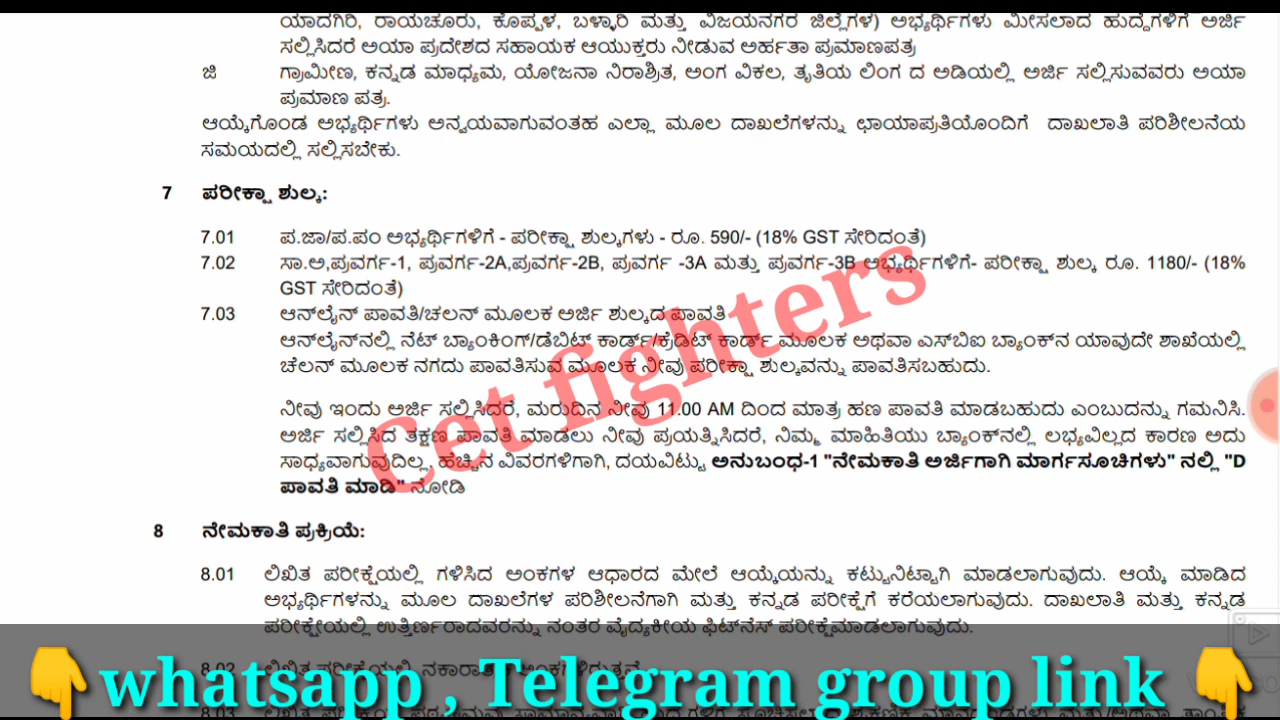 ಯಾದಗಿರಿ, ರಾಯಚೂರು, ಕೊಪ್ಪಳ, ಬಳ್ಳಾರಿ ಮತ್ತು ವಿಜಯನಗರ ಜಿಲ್ಲೆಗಳ) ಅಭ್ಯರ್ಥಿಗಳು ಮೀಸಲಾದ ಹುದ್ದೆಗಳಿಗೆ ಅರ್ಜಿ
ಸಲ್ಲಿಸಿದರೆ ಅಯಾ ಪ್ರದೇಶದ ಸಹಾಯಕ ಆಯುಕ್ತರು ನೀಡುವ ಅರ್ಹತಾ ಪ್ರಮಾಣಪತ್ರ
ಜಿ ಗ್ರಾಮೀಣ, ಕನ್ನಡ ಮಾಧ್ಯಮ, ಯೋಜನಾ ನಿರಾಶ್ರಿತ, ಅಂಗ ವಿಕಲ, ತೃತಿಯ ಲಿಂಗ ದ ಅಡಿಯಲ್ಲಿ ಅರ್ಜಿ ಸಲ್ಲಿಸುವವರು ಅಯಾ
ಪ್ರಮಾಣ ಪತ್ರ.
ಆಯ್ಕೆಗೊಂಡ ಅಭ್ಯರ್ಥಿಗಳು ಅನ್ವಯವಾಗುವಂತಹ ಎಲ್ಲಾ ಮೂಲ ದಾಖಲೆಗಳನ್ನು ಛಾಯಾಪ್ರತಿಯೊಂದಿಗೆ ದಾಖಲಾತಿ ಪರಿಶೀಲನೆಯ
ಸಮಯದಲ್ಲಿ ಸಲ್ಲಿಸಬೇಕು.
7 ಪರೀಕ್ಷಾ ಶುಲ್ಕ:
7.01 ಪ.ಜಾ/ಪ.ಪಂ ಅಭ್ಯರ್ಥಿಗಳಿಗೆ - ಪರೀಕ್ಷಾ ಶುಲ್ಕಗಳು - ರೂ. 590/- (18% GST ಸೇರಿದಂತೆ)
7.02 ಸಾ.ಅ,ಪ್ರವರ್ಗ-1, ಪ್ರವರ್ಗ-2A,ಪ್ರವರ್ಗ-2B, ಪ್ರವರ್ಗ -3A ಮತ್ತು ಪ್ರವರ್ಗ-3B ಅಭ್ಯರ್ಥಿಗಳಿಗೆ- ಪರೀಕ್ಷಾ ಶುಲ್ಕ ರೂ. 1180/- (18%
GST ಸೇರಿದಂತೆ)
7.03 ಆನ್‌ಲೈನ್ ಪಾವತಿ/ಚಲನ್ ಮೂಲಕ ಅರ್ಜಿ ಶುಲ್ಕದ ಪಾವತಿ
ಆನ್‌ಲೈನ್‌ನಲ್ಲಿ ನೆಟ್ ಬ್ಯಾಂಕಿಂಗ್/ಡೆಬಿಟ್ ಕಾರ್ಡ್/ಕ್ರೆಡಿಟ್ ಕಾರ್ಡ್ ಮೂಲಕ ಅಥವಾ ಎಸ್‌ಬಿಐ ಬ್ಯಾಂಕ್‌ನ ಯಾವುದೇ ಶಾಖೆಯಲ್ಲಿ
ಚೆಲನ್ ಮೂಲಕ ನಗದು ಪಾವತಿಸುವ ಮೂಲಕ ನೀವು ಪರೀಕ್ಷಾ ಶುಲ್ಕವನ್ನು ಪಾವತಿಸಬಹುದು.
ನೀವು ಇಂದು ಅರ್ಜಿ ಸಲ್ಲಿಸಿದರೆ, ಮರುದಿನ ನೀವು 11.00 AM ದಿಂದ ಮಾತ್ರ ಹಣ ಪಾವತಿ ಮಾಡಬಹುದು ಎಂಬುದನ್ನು ಗಮನಿಸಿ.
ಅರ್ಜಿ ಸಲ್ಲಿಸಿದ ತಕ್ಷಣ ಪಾವತಿ ಮಾಡಲು ನೀವು ಪ್ರಯತ್ನಿಸಿದರೆ, ನಿಮ್ಮ ಮಾಹಿತಿಯು ಬ್ಯಾಂಕ್‌ನಲ್ಲಿ ಲಭ್ಯವಿಲ್ಲದ ಕಾರಣ ಅದು
ಸಾಧ್ಯವಾಗುವುದಿಲ್ಲ, ಹೆಚ್ಚಿನ ವಿವರಗಳಿಗಾಗಿ, ದಯವಿಟ್ಟು ಅನುಬಂಧ-1 "ನೇಮಕಾತಿ ಅರ್ಜಿಗಾಗಿ ಮಾರ್ಗಸೂಚಿಗಳು" ನಲ್ಲಿ "D
ಪಾವತಿ ಮಾಡಿ" ನೋಡಿ
Cet fighters
8 ನೇಮಕಾತಿ ಪ್ರಕ್ರಿಯೆ:
8.01 ಲಿಖಿತ ಪರೀಕ್ಷೆಯಲ್ಲಿ ಗಳಿಸಿದ ಅಂಕಗಳ ಆಧಾರದ ಮೇಲೆ ಆಯ್ಕೆಯನ್ನು ಕಟ್ಟುನಿಟ್ಟಾಗಿ ಮಾಡಲಾಗುವುದು. ಆಯ್ಕೆ ಮಾಡಿದ
ಅಭ್ಯರ್ಥಿಗಳನ್ನು ಮೂಲ ದಾಖಲೆಗಳ ಪರಿಶೀಲನೆಗಾಗಿ ಮತ್ತು ಕನ್ನಡ ಪರೀಕ್ಷೆಗೆ ಕರೆಯಲಾಗುವುದು. ದಾಖಲಾತಿ ಮತ್ತು ಕನ್ನಡ
ಪರೀಕ್ಷೇಯಲ್ಲಿ ಉತ್ತಿರ್ಣರಾದವರನ್ನು ನಂತರ ವೈದ್ಯಕೀಯ ಫಿಟ್‌ನೆಸ್ ಪರೀಕ್ಷೆಮಾಡಲಾಗುವುದು.
8.02 ಲಿಖಿತ ಪರೀಕ್ಷೆಯಲ್ಲಿ
👇whatsapp , Telegram group link 👇
8.03